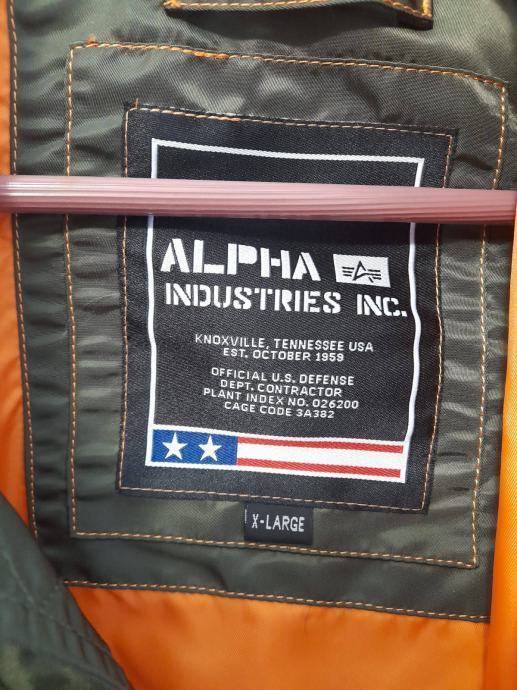 ALPHA
INDUSTRIES INC.
KNOXVILLE, TENNESSEE USA
EST. OCTOBER 1959
OFFICIAL U.S. DEFENSE
DEPT. CONTRACTOR
PLANT INDEX NO. 026200
CAGE CODE 3A382
X-LARGE